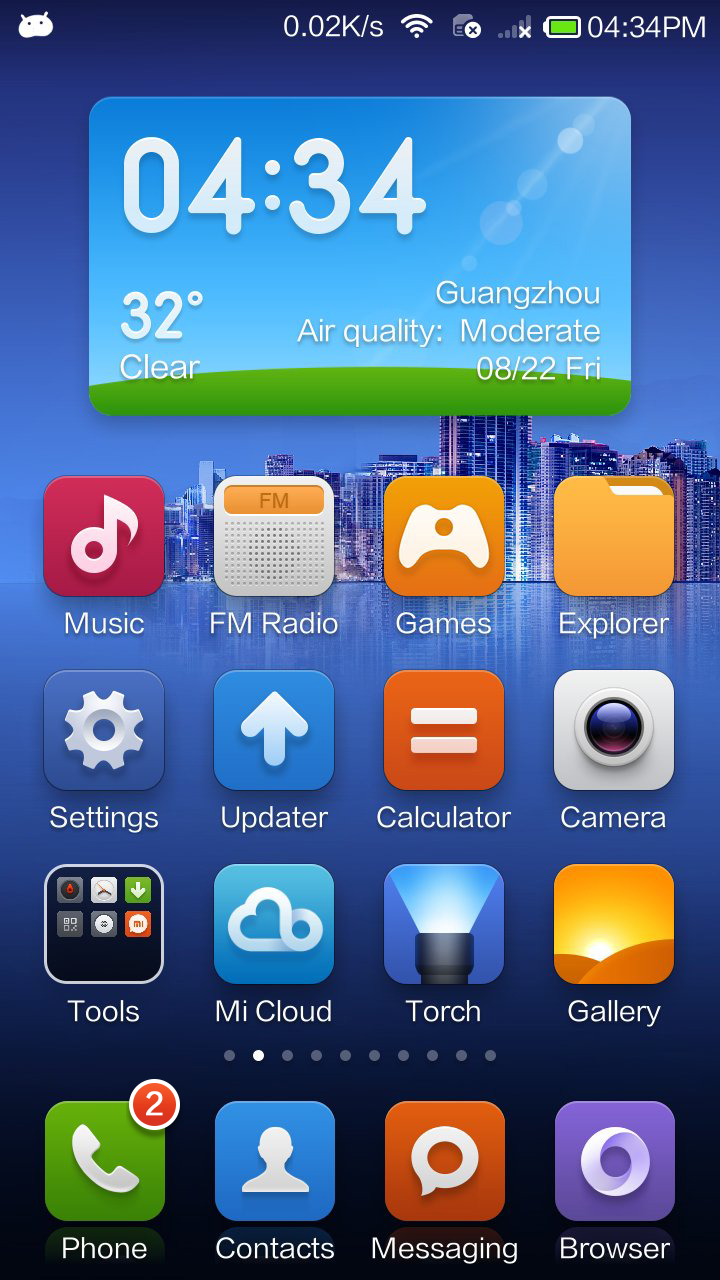 0.02K/s 04:34PM
04:34
32°
Guangzhou
Air quality: Moderate
Clear
08/22 Fri
FM
Music FM Radio Games Explorer
Settings Updater Calculator Camera
mi
Tools Mi Cloud Torch Gallery
2
Phone Contacts Messaging Browser